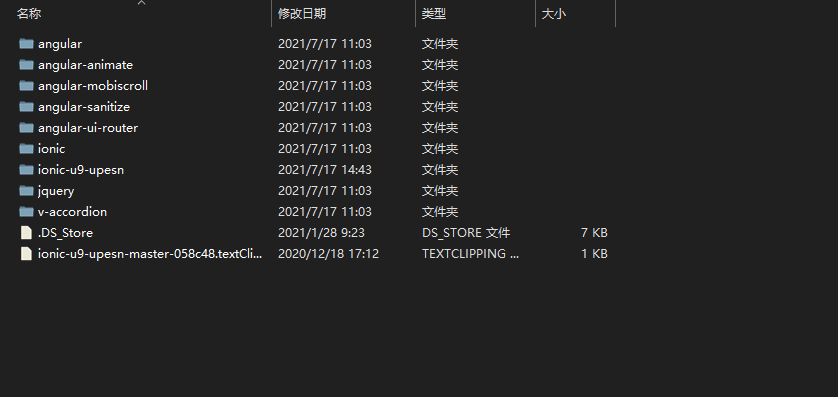 名称 修改日期 类型 大小
angular 2021/7/17 11:03 文件夹
angular-animate 2021/7/17 11:03 文件夹
angular-mobiscroll 2021/7/17 11:03 文件夹
angular-sanitize 2021/7/17 11:03 文件夹
angular-ui-router 2021/7/17 11:03 文件夹
ionic 2021/7/17 11:03 文件夹
ionic-u9-upesn 2021/7/17 14:43 文件夹
jquery 2021/7/17 11:03 文件夹
v-accordion 2021/7/17 11:03 文件夹
.DS_Store 2021/1/28 9:23 DS_STORE 文件 7 KB
ionic-u9-upesn-master-058c48.textCli... 2020/12/18 17:12 TEXTCLIPPING ... 1 KB